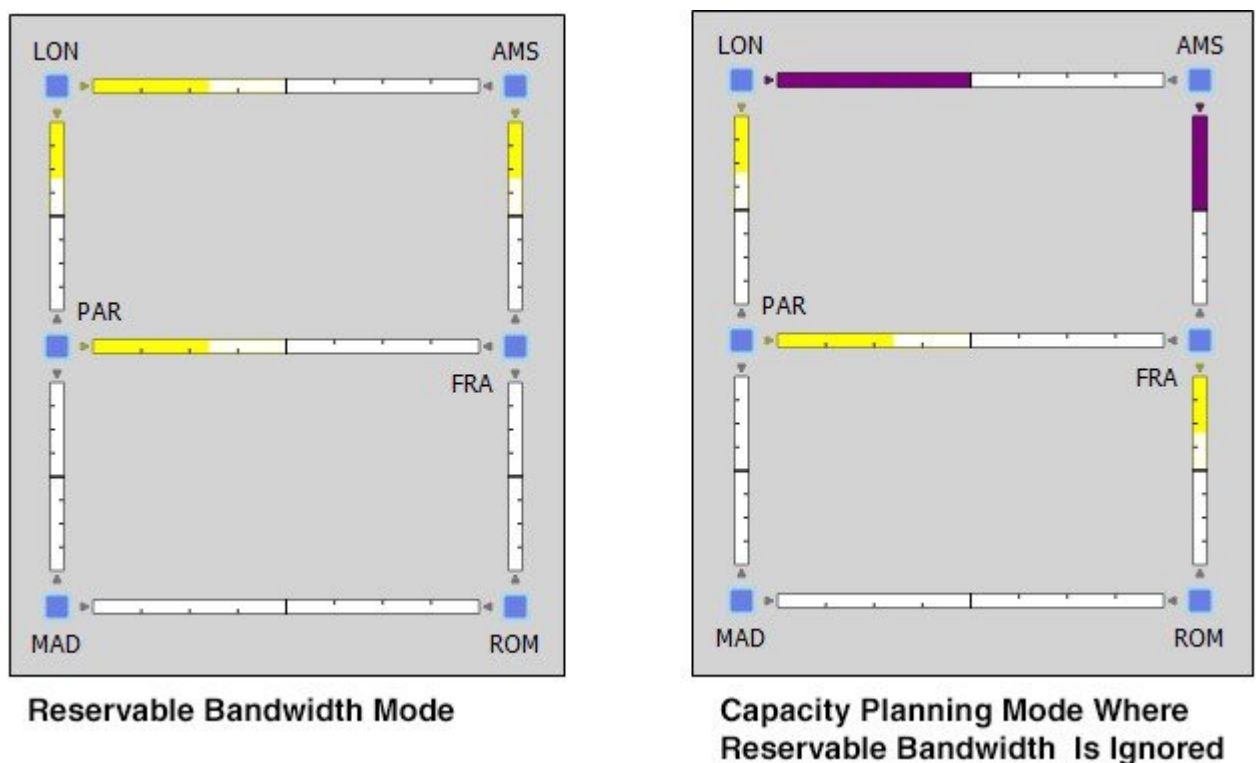 LON AMS
PAR
FRA
MAD ROM
Reservable Bandwidth Mode
LON AMS
PAR
FRA
MAD ROM
Capacity Planning Mode Where
Reservable Bandwidth Is Ignored